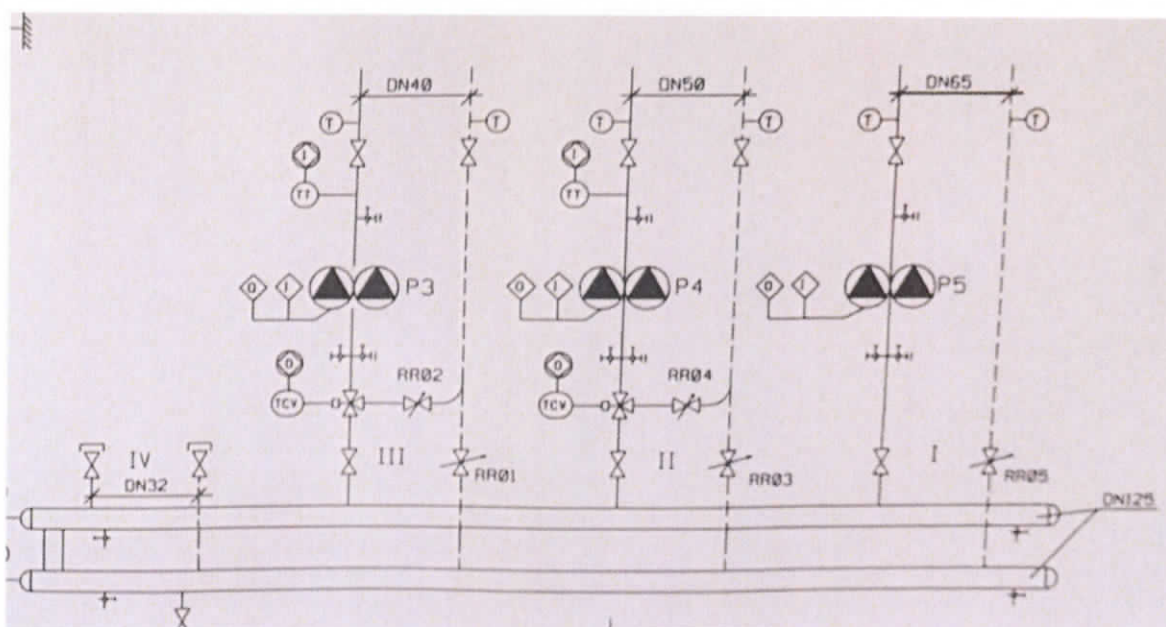 DN40 DN50 DN65
T T T T T T
I I
TT TT
O I P3 O I P4 O I P5
O O
RR02 RR04
TCV TCV
IV III II I
RR01 RR03 RR05
DN32
DN125